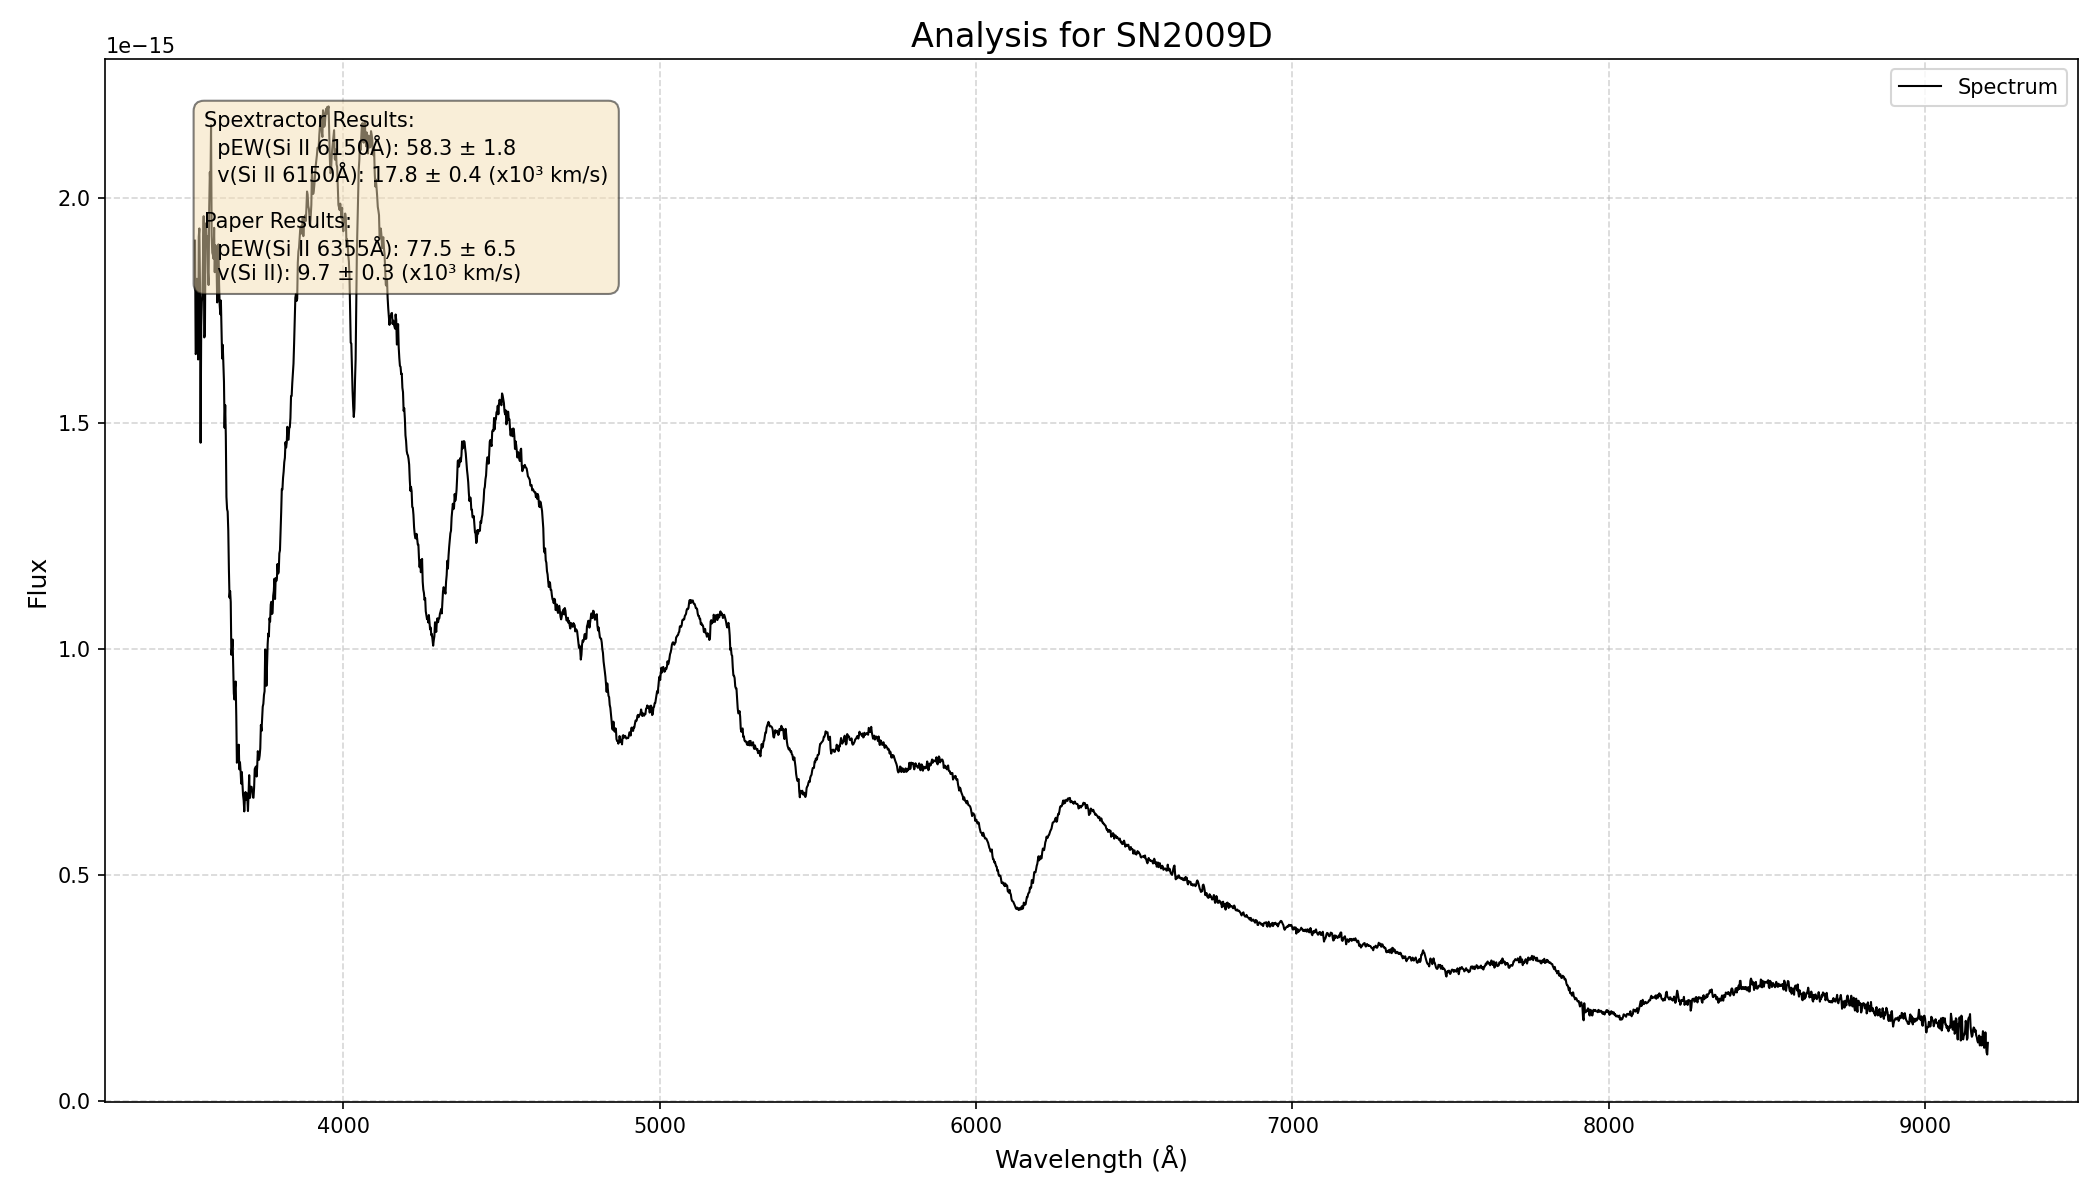 Analysis for SN2009D
1e−15
Spectrum
Spextractor Results:
pEW(Si II 6150Å): 58.3 ± 1.8
v(Si II 6150Å): 17.8 ± 0.4 (x10³ km/s)
Paper Results:
pEW(Si II 6355Å): 77.5 ± 6.5
v(Si II): 9.7 ± 0.3 (x10³ km/s)
2.0
1.5
1.0
0.5
0.0
Flux
4000 5000 6000 7000 8000 9000
Wavelength (Å)